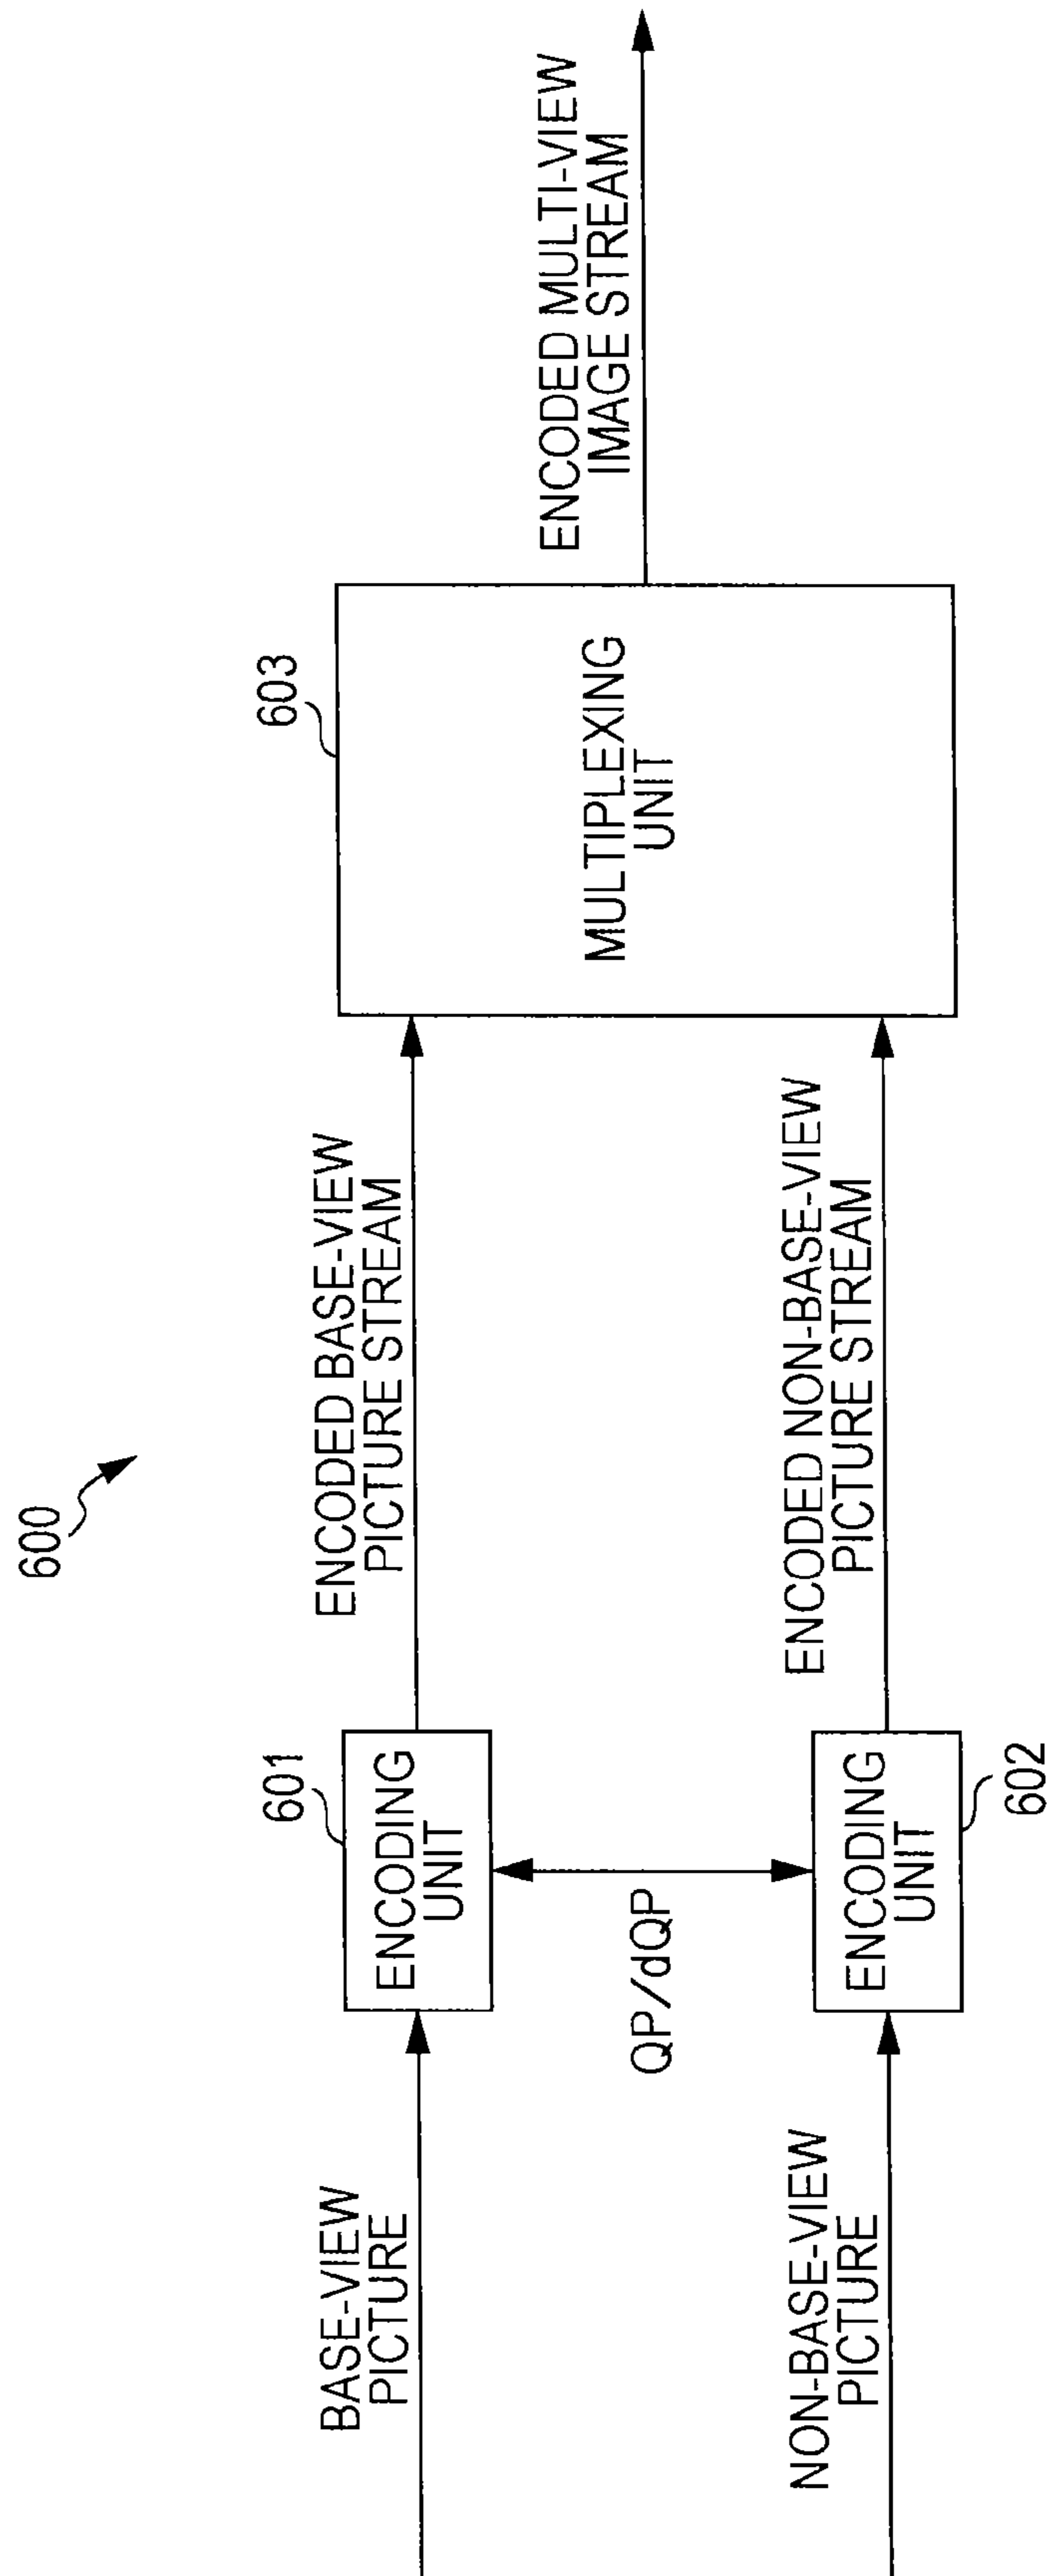 600
603
601
BASE-VIEW
PICTURE
ENCODING
UNIT
ENCODED BASE-VIEW
PICTURE STREAM
MULTIPLEXING
UNIT
ENCODED MULTI-VIEW
IMAGE STREAM
QP/dQP
NON-BASE-VIEW
PICTURE
ENCODING
UNIT
602
ENCODED NON-BASE-VIEW
PICTURE STREAM